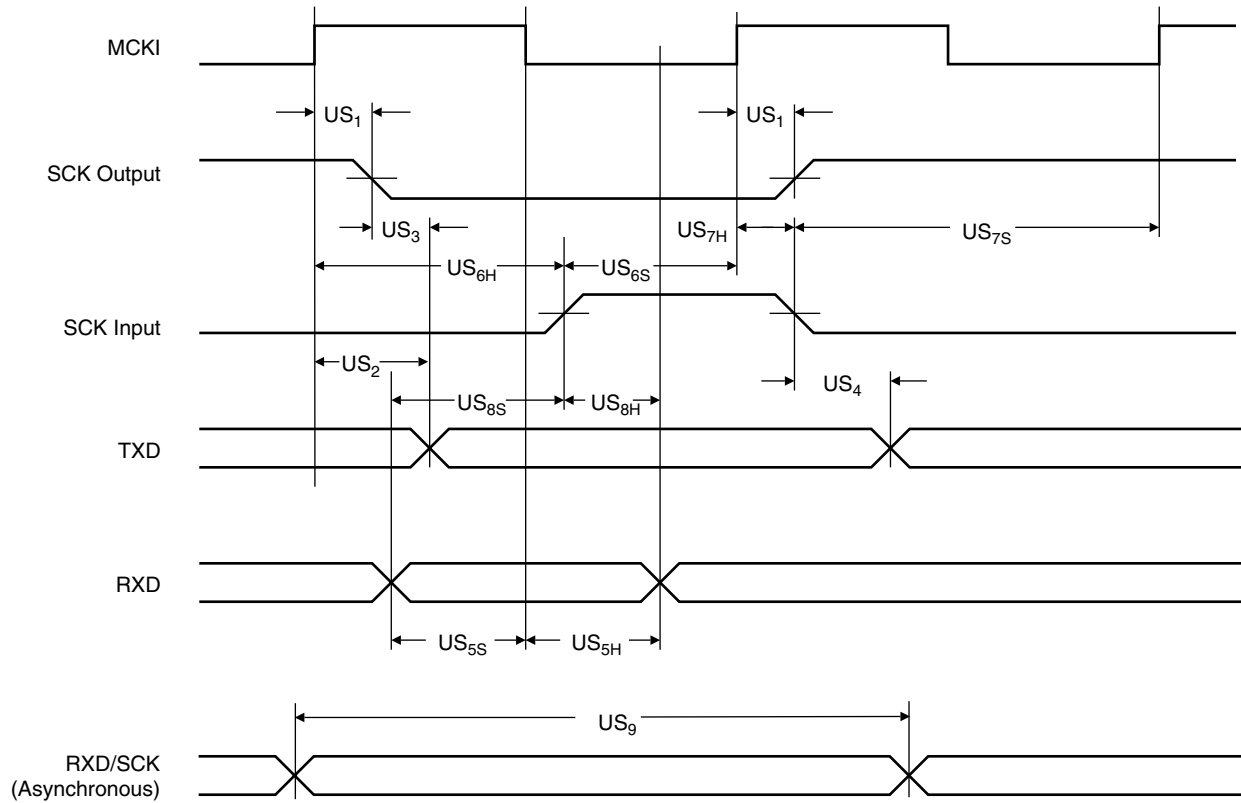 MCKI
US1 US1
SCK Output
US3 US7H US7S
US6H US6S
SCK Input
US2 US4
US8S US8H
TXD
RXD
US5S US5H
US9
RXD/SCK
(Asynchronous)